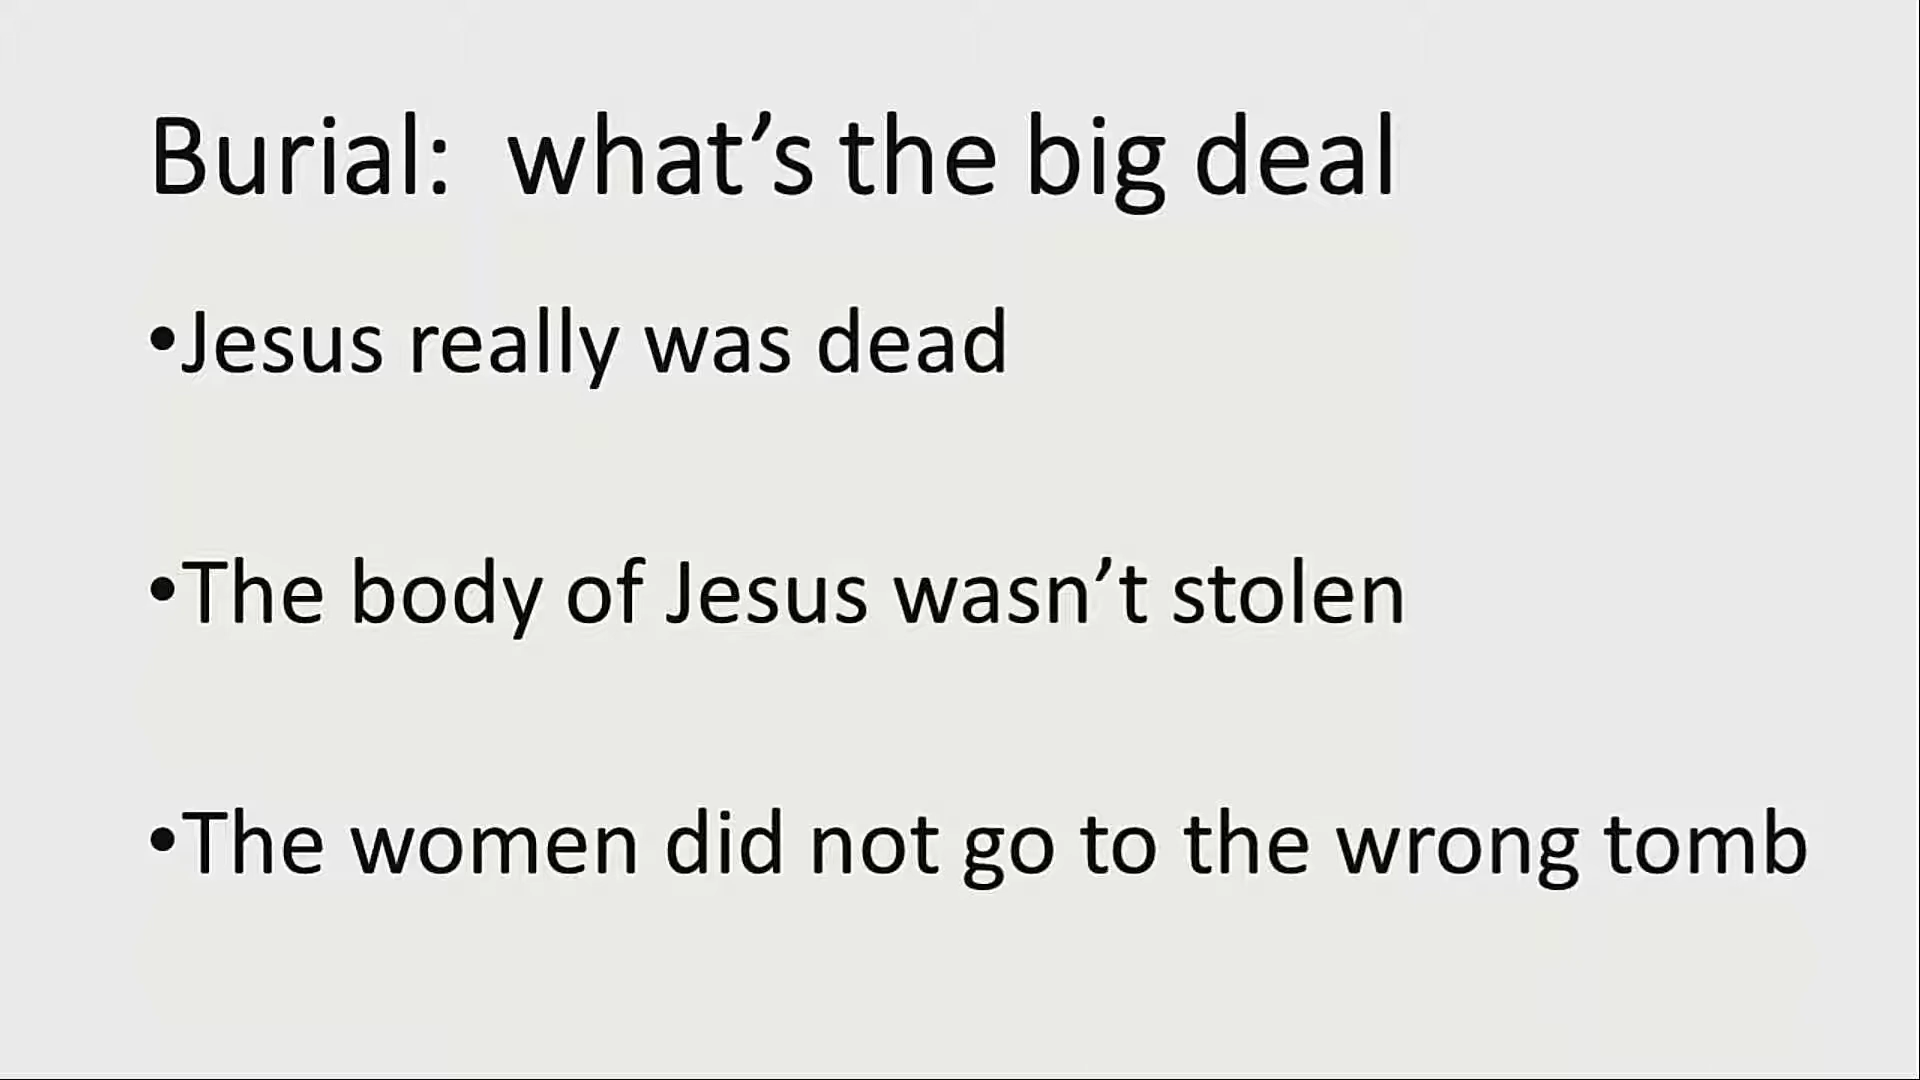 Burial:  what’s the big deal
•Jesus really was dead
•The body of Jesus wasn’t stolen
•The women did not go to the wrong tomb